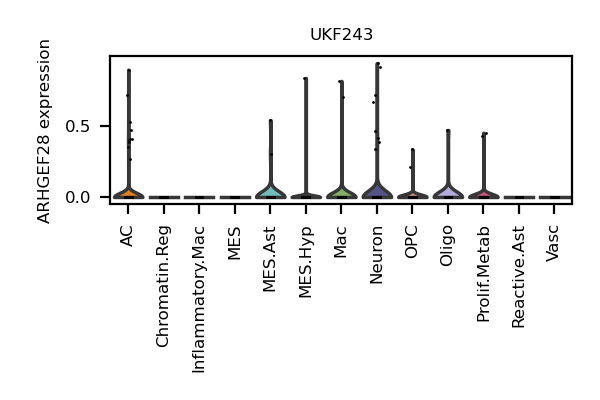 UKF243
ARHGEF28 expression
0.5
0.0
AC
Chromatin.Reg
Inflammatory.Mac
MES
MES.Ast
MES.Hyp
Mac
Neuron
OPC
Oligo
Prolif.Metab
Reactive.Ast
Vasc